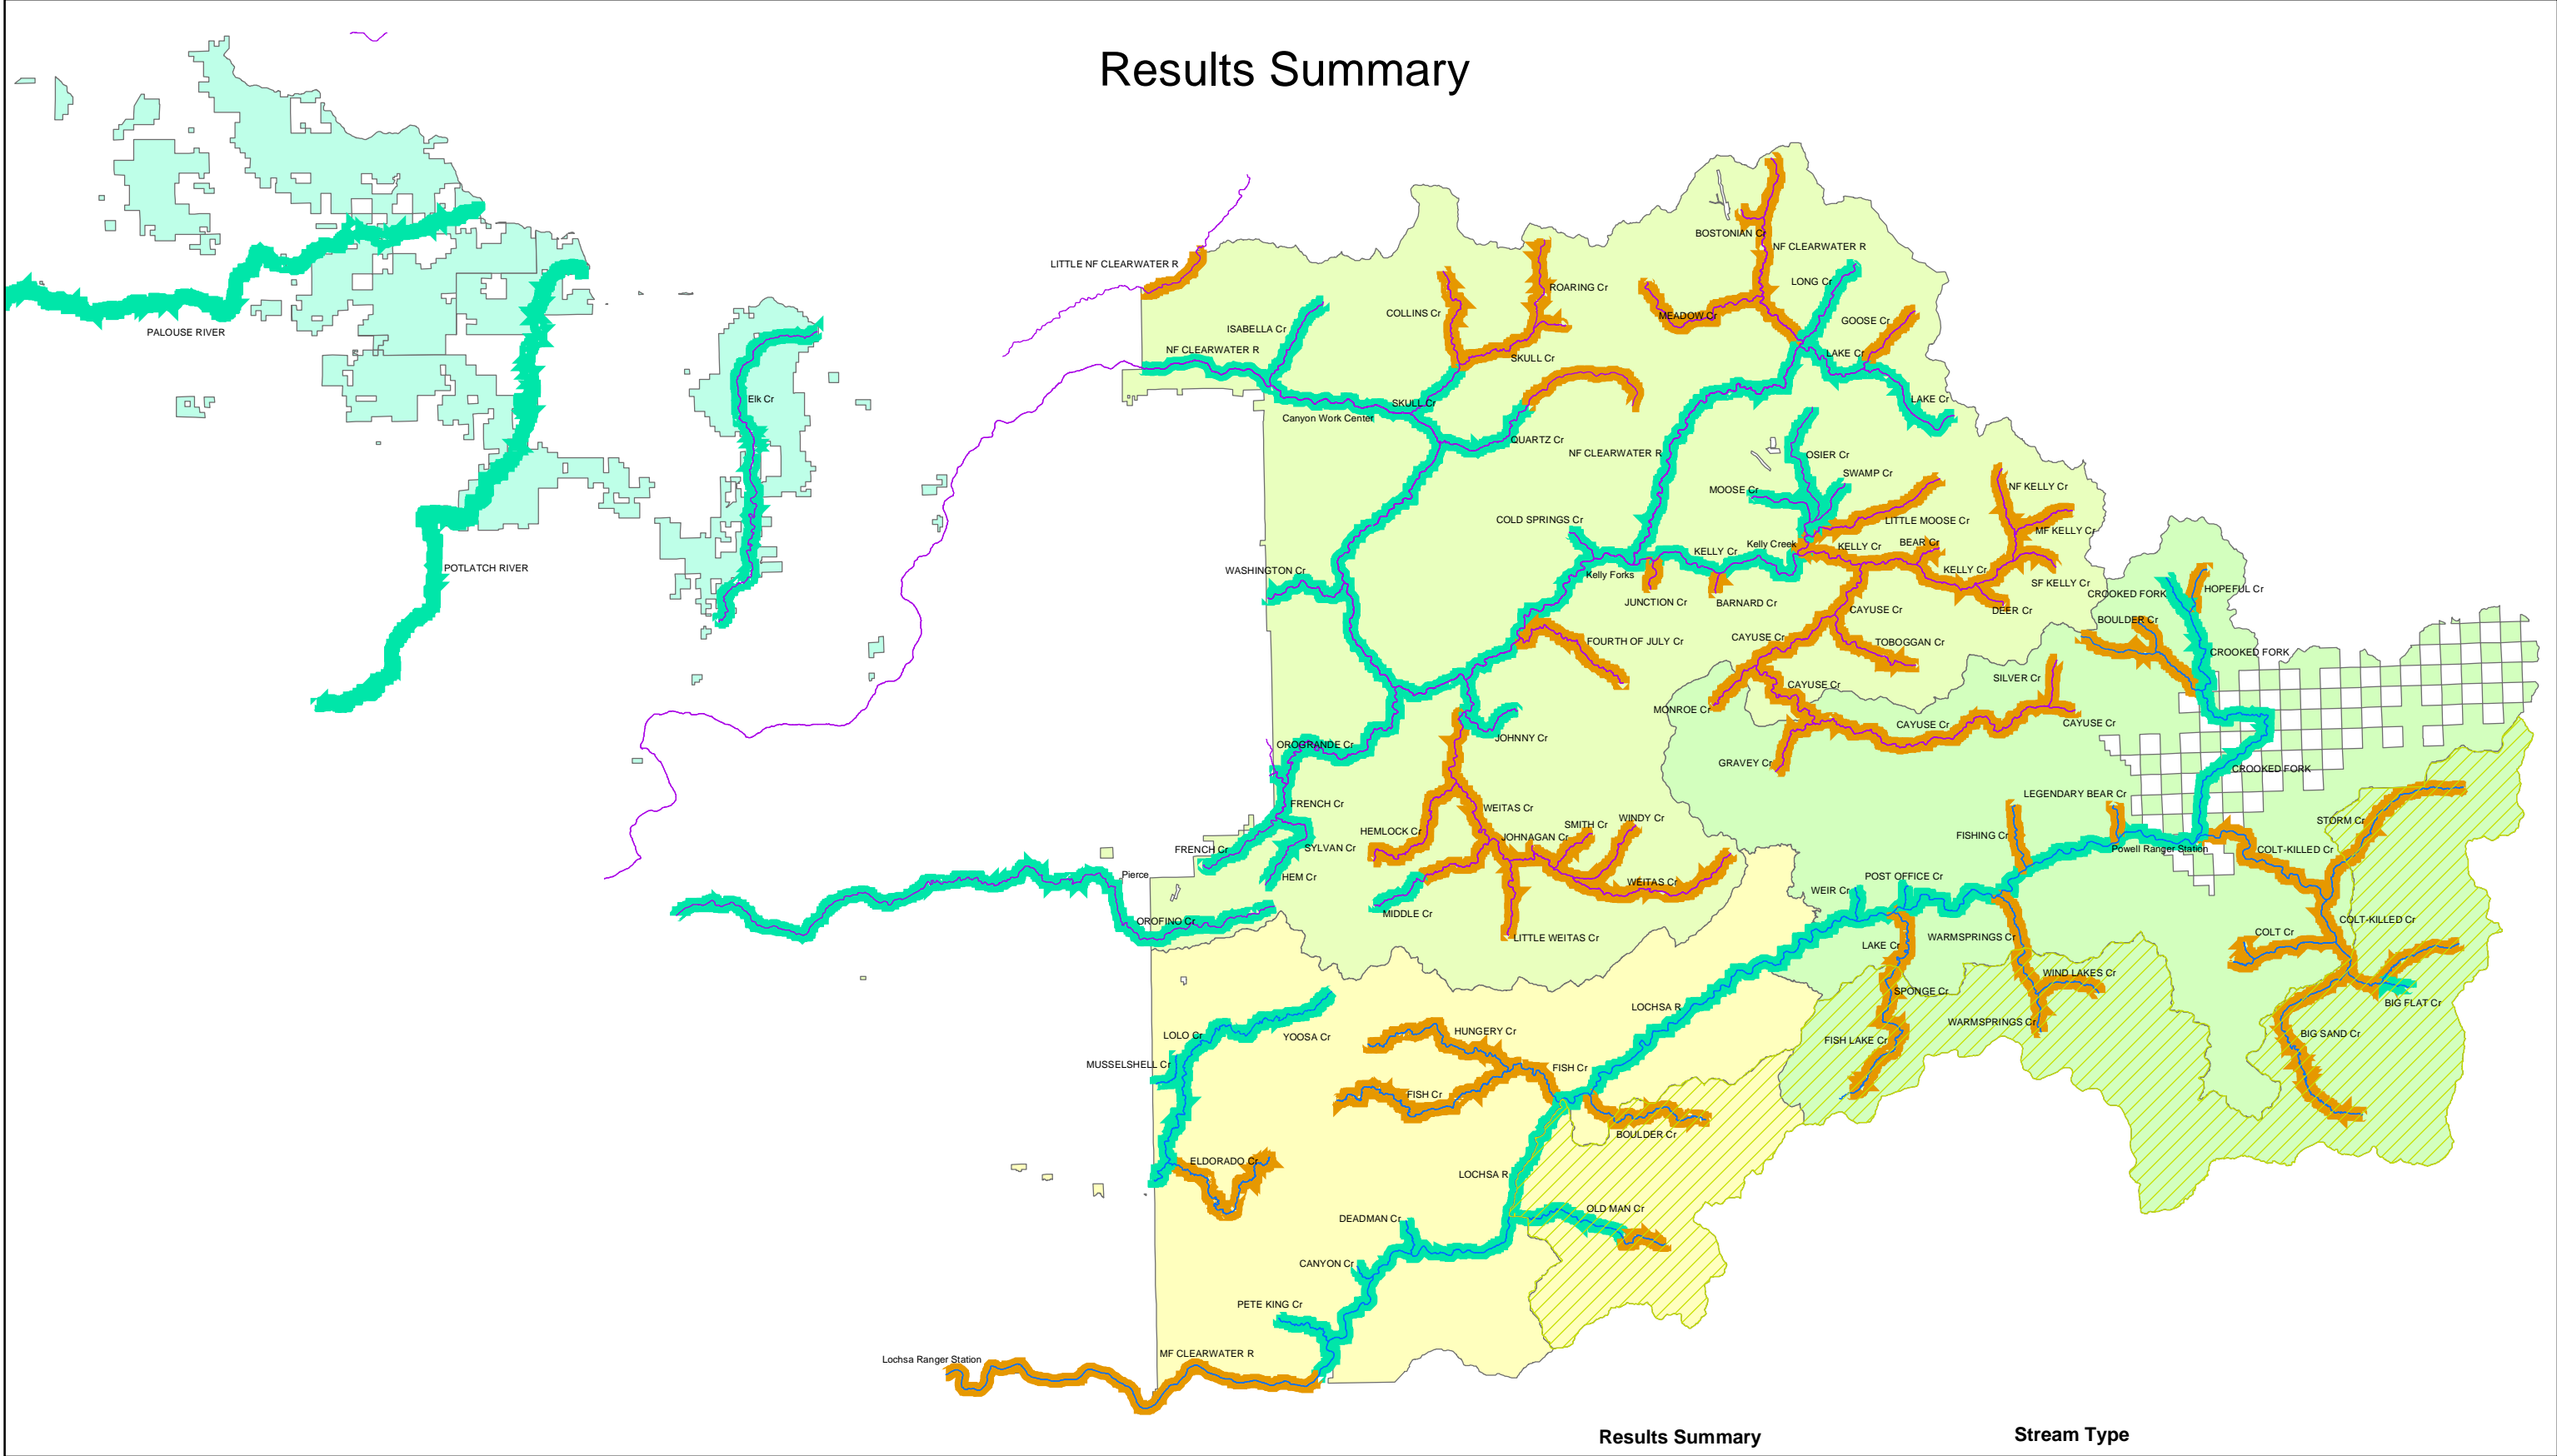 Results Summary
BOSTONIAN Cr
NF CLEARWATER R
LITTLE NF CLEARWATER R
LONG Cr
ROARING Cr
COLLINS Cr
MEADOW Cr
GOOSE Cr
ISABELLA Cr
PALOUSE RIVER
NF CLEARWATER R
SKULL Cr
LAKE Cr
Elk Cr
SKULL Cr
LAKE Cr
Canyon Work Center
QUARTZ Cr
NF CLEARWATER R
OSIER Cr
SWAMP Cr
MOOSE Cr
NF KELLY Cr
COLD SPRINGS Cr
LITTLE MOOSE Cr
MF KELLY Cr
KELLY Cr
Kelly Creek
KELLY Cr
BEAR Cr
POTLATCH RIVER
WASHINGTON Cr
Kelly Forks
KELLY Cr
SF KELLY Cr
CROOKED FORK
HOPEFUL Cr
JUNCTION Cr
BARNARD Cr
CAYUSE Cr
DEER Cr
BOULDER Cr
FOURTH OF JULY Cr
CAYUSE Cr
TOBOGGAN Cr
CROOKED FORK
SILVER Cr
CAYUSE Cr
MONROE Cr
CAYUSE Cr
CAYUSE Cr
JOHNNY Cr
OROGRANDE Cr
GRAVEY Cr
CROOKED FORK
LEGENDARY BEAR Cr
FRENCH Cr
WEITAS Cr
STORM Cr
HEMLOCK Cr
JOHNAGAN Cr
SMITH Cr
WINDY Cr
FISHING Cr
FRENCH Cr
SYLVAN Cr
Powell Ranger Station
COLT-KILLED Cr
Pierce
HEM Cr
WEITAS Cr
POST OFFICE Cr
WEIR Cr
OROFINO Cr
MIDDLE Cr
COLT-KILLED Cr
LITTLE WEITAS Cr
LAKE Cr
WARMSPRINGS Cr
COLT Cr
WIND LAKES Cr
SPONGE Cr
LOCHSA R
BIG FLAT Cr
LOLO Cr
YOOSA Cr
HUNGERY Cr
WARMSPRINGS Cr
BIG SAND Cr
FISH LAKE Cr
MUSSELSHELL Cr
FISH Cr
FISH Cr
BOULDER Cr
ELDORADO Cr
LOCHSA R
DEADMAN Cr
OLD MAN Cr
CANYON Cr
PETE KING Cr
Lochsa Ranger Station
MF CLEARWATER R
Results Summary
Stream Type